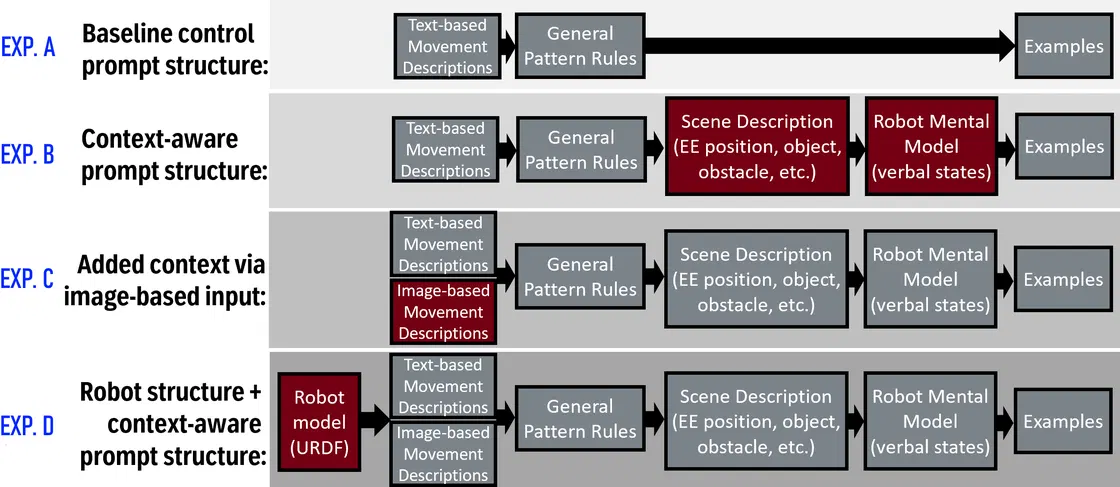 EXP. A
Baseline control
prompt structure:
Text-based
Movement
Descriptions
General
Pattern Rules
Examples
EXP. B
Context-aware
prompt structure:
Text-based
Movement
Descriptions
General
Pattern Rules
Scene Description
(EE position, object,
obstacle, etc.)
Robot Mental
Model
(verbal states)
Examples
EXP. C
Added context via
image-based input:
Text-based
Movement
Descriptions
Image-based
Movement
Descriptions
General
Pattern Rules
Scene Description
(EE position, object,
obstacle, etc.)
Robot Mental
Model
(verbal states)
Examples
EXP. D
Robot structure +
context-aware
prompt structure:
Robot
model
(URDF)
Text-based
Movement
Descriptions
Image-based
Movement
Descriptions
General
Pattern Rules
Scene Description
(EE position, object,
obstacle, etc.)
Robot Mental
Model
(verbal states)
Examples